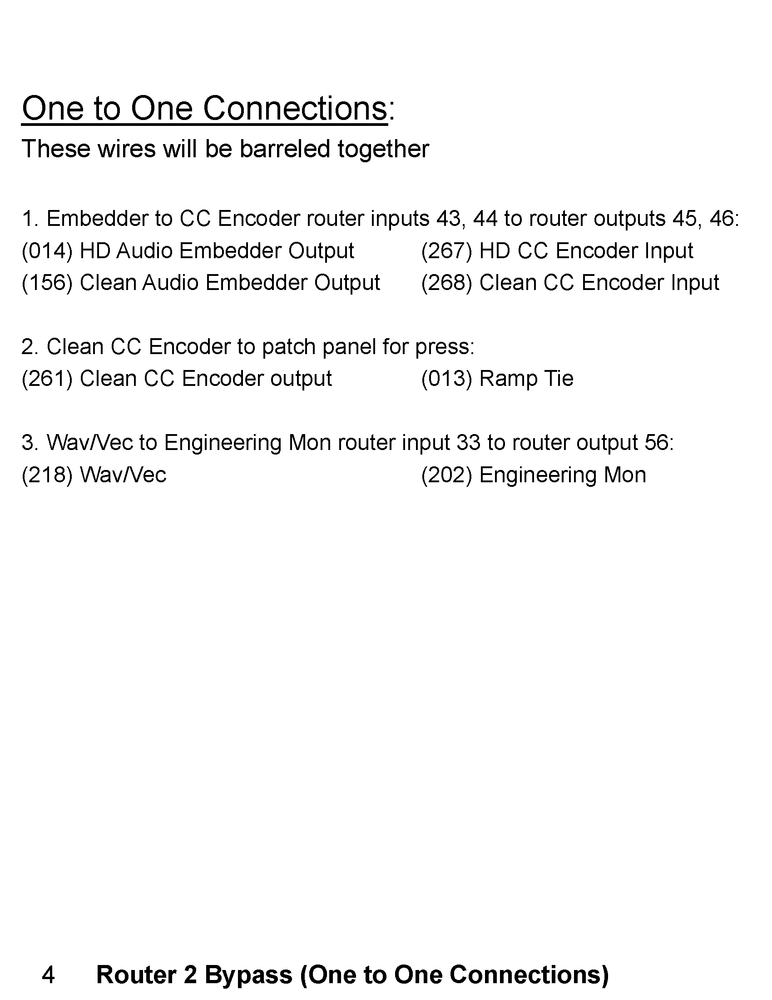 One to One Connections:
These wires will be barreled together
1. Embedder to CC Encoder router inputs 43, 44 to router outputs 45, 46:
(014) HD Audio Embedder Output (267) HD CC Encoder Input
(156) Clean Audio Embedder Output (268) Clean CC Encoder Input
2. Clean CC Encoder to patch panel for press:
(261) Clean CC Encoder output (013) Ramp Tie
3. Wav/Vec to Engineering Mon router input 33 to router output 56:
(218) Wav/Vec (202) Engineering Mon
4 Router 2 Bypass (One to One Connections)